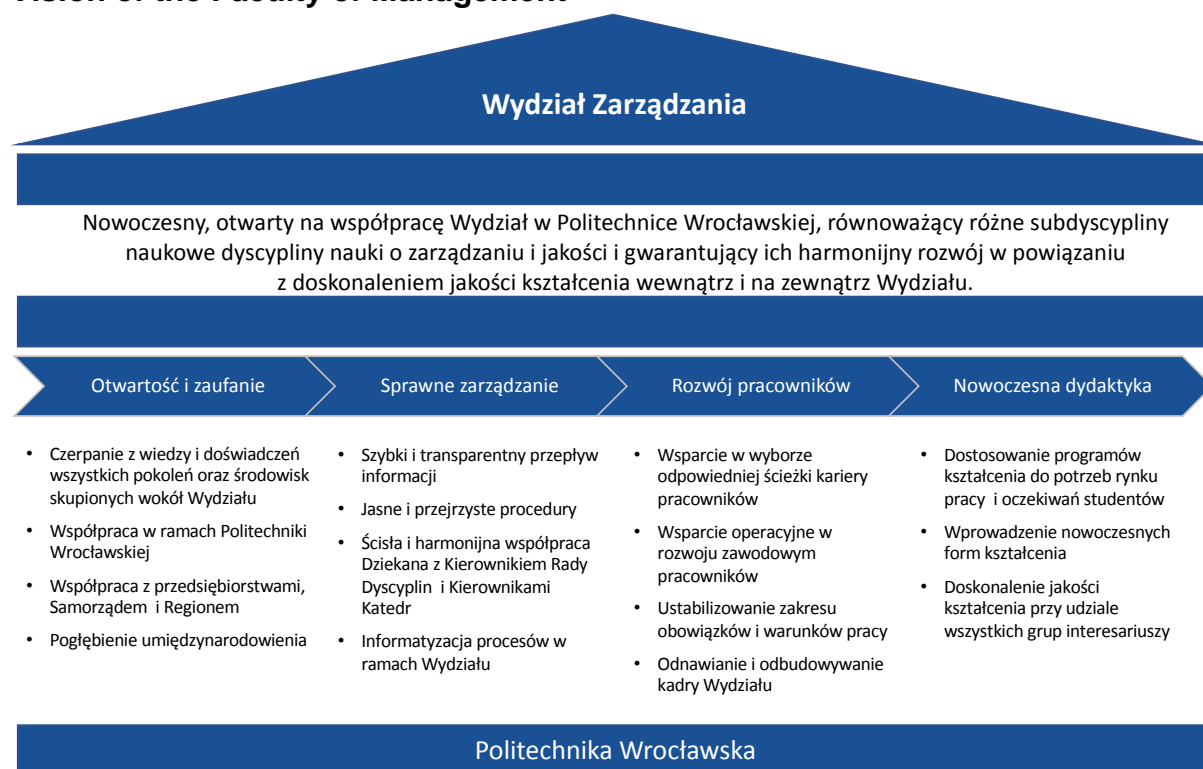 Vision of the Faculty of Management
Wydział Zarządzania
Nowoczesny, otwarty na współpracę Wydział w Politechnice Wrocławskiej, równoważący różne subdyscypliny
naukowe dyscypliny nauki o zarządzaniu i jakości i gwarantujący ich harmonijny rozwój w powiązaniu
z doskonaleniem jakości kształcenia wewnątrz i na zewnątrz Wydziału.
Otwartość i zaufanie
Sprawne zarządzanie
Rozwój pracowników
Nowoczesna dydaktyka
• Czerpanie z wiedzy i doświadczeń
wszystkich pokoleń oraz środowisk
skupionych wokół Wydziału
• Współpraca w ramach Politechniki
Wrocławskiej
• Współpraca z przedsiębiorstwami,
Samorządem i Regionem
• Pogłębienie umiędzynarodowienia
• Szybki i transparentny przepływ
informacji
• Jasne i przejrzyste procedury
• Ścisła i harmonijna współpraca
Dziekana z Kierownikiem Rady
Dyscyplin i Kierownikami
Katedr
• Informatyzacja procesów w
ramach Wydziału
• Wsparcie w wyborze
odpowiedniej ścieżki kariery
pracowników
• Wsparcie operacyjne w
rozwoju zawodowym
pracowników
• Ustabilizowanie zakresu
obowiązków i warunków pracy
• Odnawianie i odbudowywanie
kadry Wydziału
• Dostosowanie programów
kształcenia do potrzeb rynku
pracy i oczekiwań studentów
• Wprowadzenie nowoczesnych
form kształcenia
• Doskonalenie jakości
kształcenia przy udziale
wszystkich grup interesariuszy
Politechnika Wrocławska